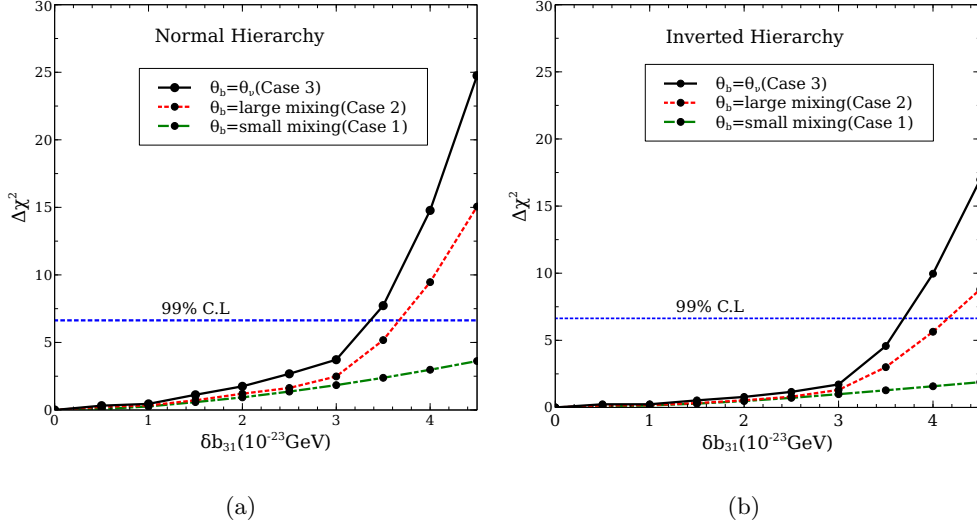 Normal Hierarchy
θb=θν(Case 3)
θb=large mixing(Case 2)
θb=small mixing(Case 1)
99% C.L
Δχ²
30
25
20
15
10
5
0
0 1 2 3 4
δb₃₁(10⁻²³GeV)
(a)
Inverted Hierarchy
θb=θν(Case 3)
θb=large mixing(Case 2)
θb=small mixing(Case 1)
99% C.L
Δχ²
30
25
20
15
10
5
0
0 1 2 3 4
δb₃₁(10⁻²³GeV)
(b)